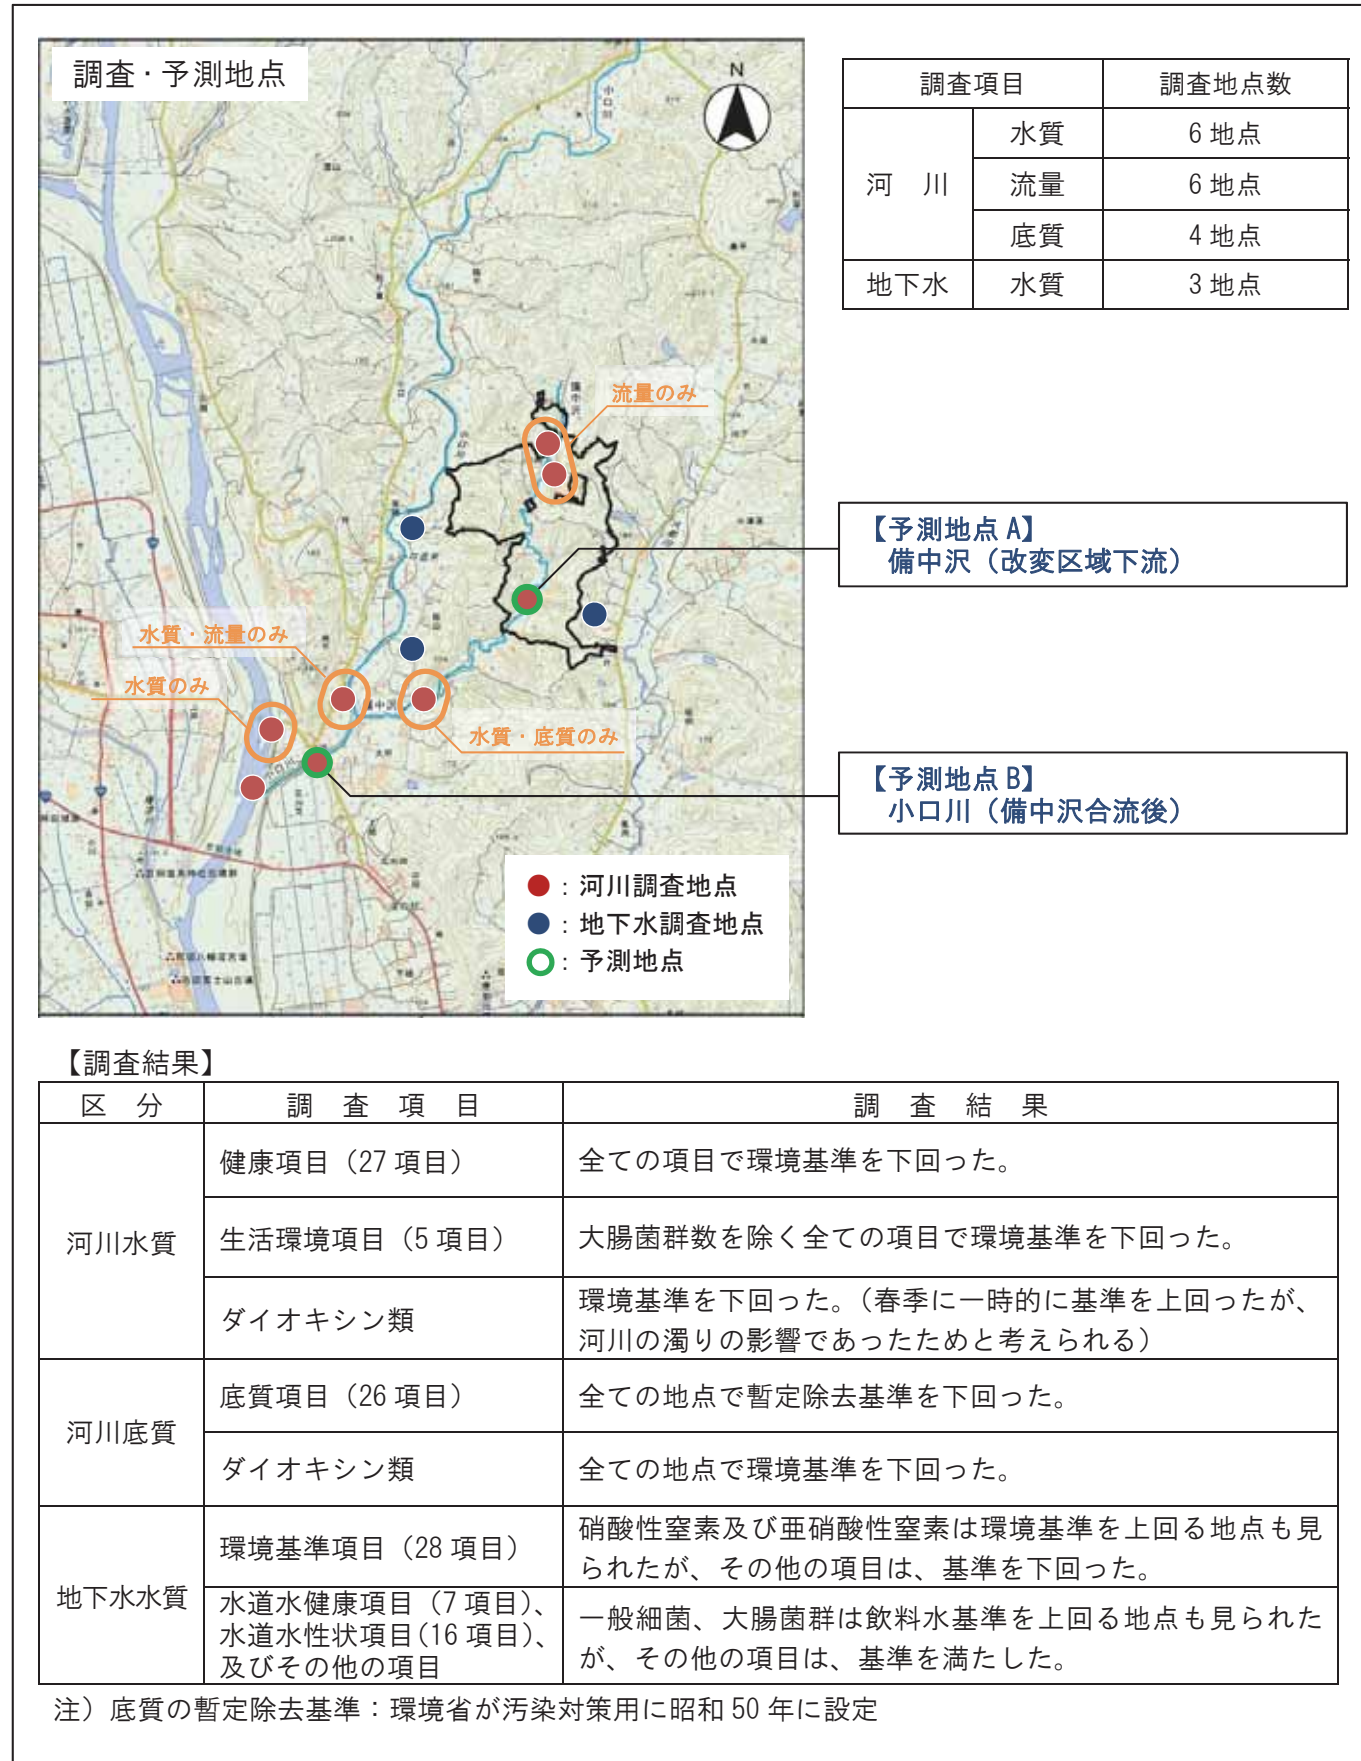 調査・予測地点
N
小口川
備中沢
流量のみ
水質・流量のみ
水質のみ
備中沢
水質・底質のみ
小口川
●：河川調査地点
●：地下水調査地点
○：予測地点
調査項目 調査地点数
河　川 水質 6 地点
流量 6 地点
底質 4 地点
地下水 水質 3 地点
【予測地点 A】
備中沢（改変区域下流）
【予測地点 B】
小口川（備中沢合流後）
【調査結果】
区　分 調　査　項　目 調　査　結　果
河川水質 健康項目（27 項目） 全ての項目で環境基準を下回った。
生活環境項目（5 項目） 大腸菌群数を除く全ての項目で環境基準を下回った。
ダイオキシン類 環境基準を下回った。（春季に一時的に基準を上回ったが、
河川の濁りの影響であったためと考えられる）
河川底質 底質項目（26 項目） 全ての地点で暫定除去基準を下回った。
ダイオキシン類 全ての地点で環境基準を下回った。
地下水水質 環境基準項目（28 項目） 硝酸性窒素及び亜硝酸性窒素は環境基準を上回る地点も見
られたが、その他の項目は、基準を下回った。
水道水健康項目（7 項目）、
水道水性状項目（16 項目）、
及びその他の項目
一般細菌、大腸菌群は飲料水基準を上回る地点も見られた
が、その他の項目は、基準を満たした。
注）底質の暫定除去基準：環境省が汚染対策用に昭和 50 年に設定